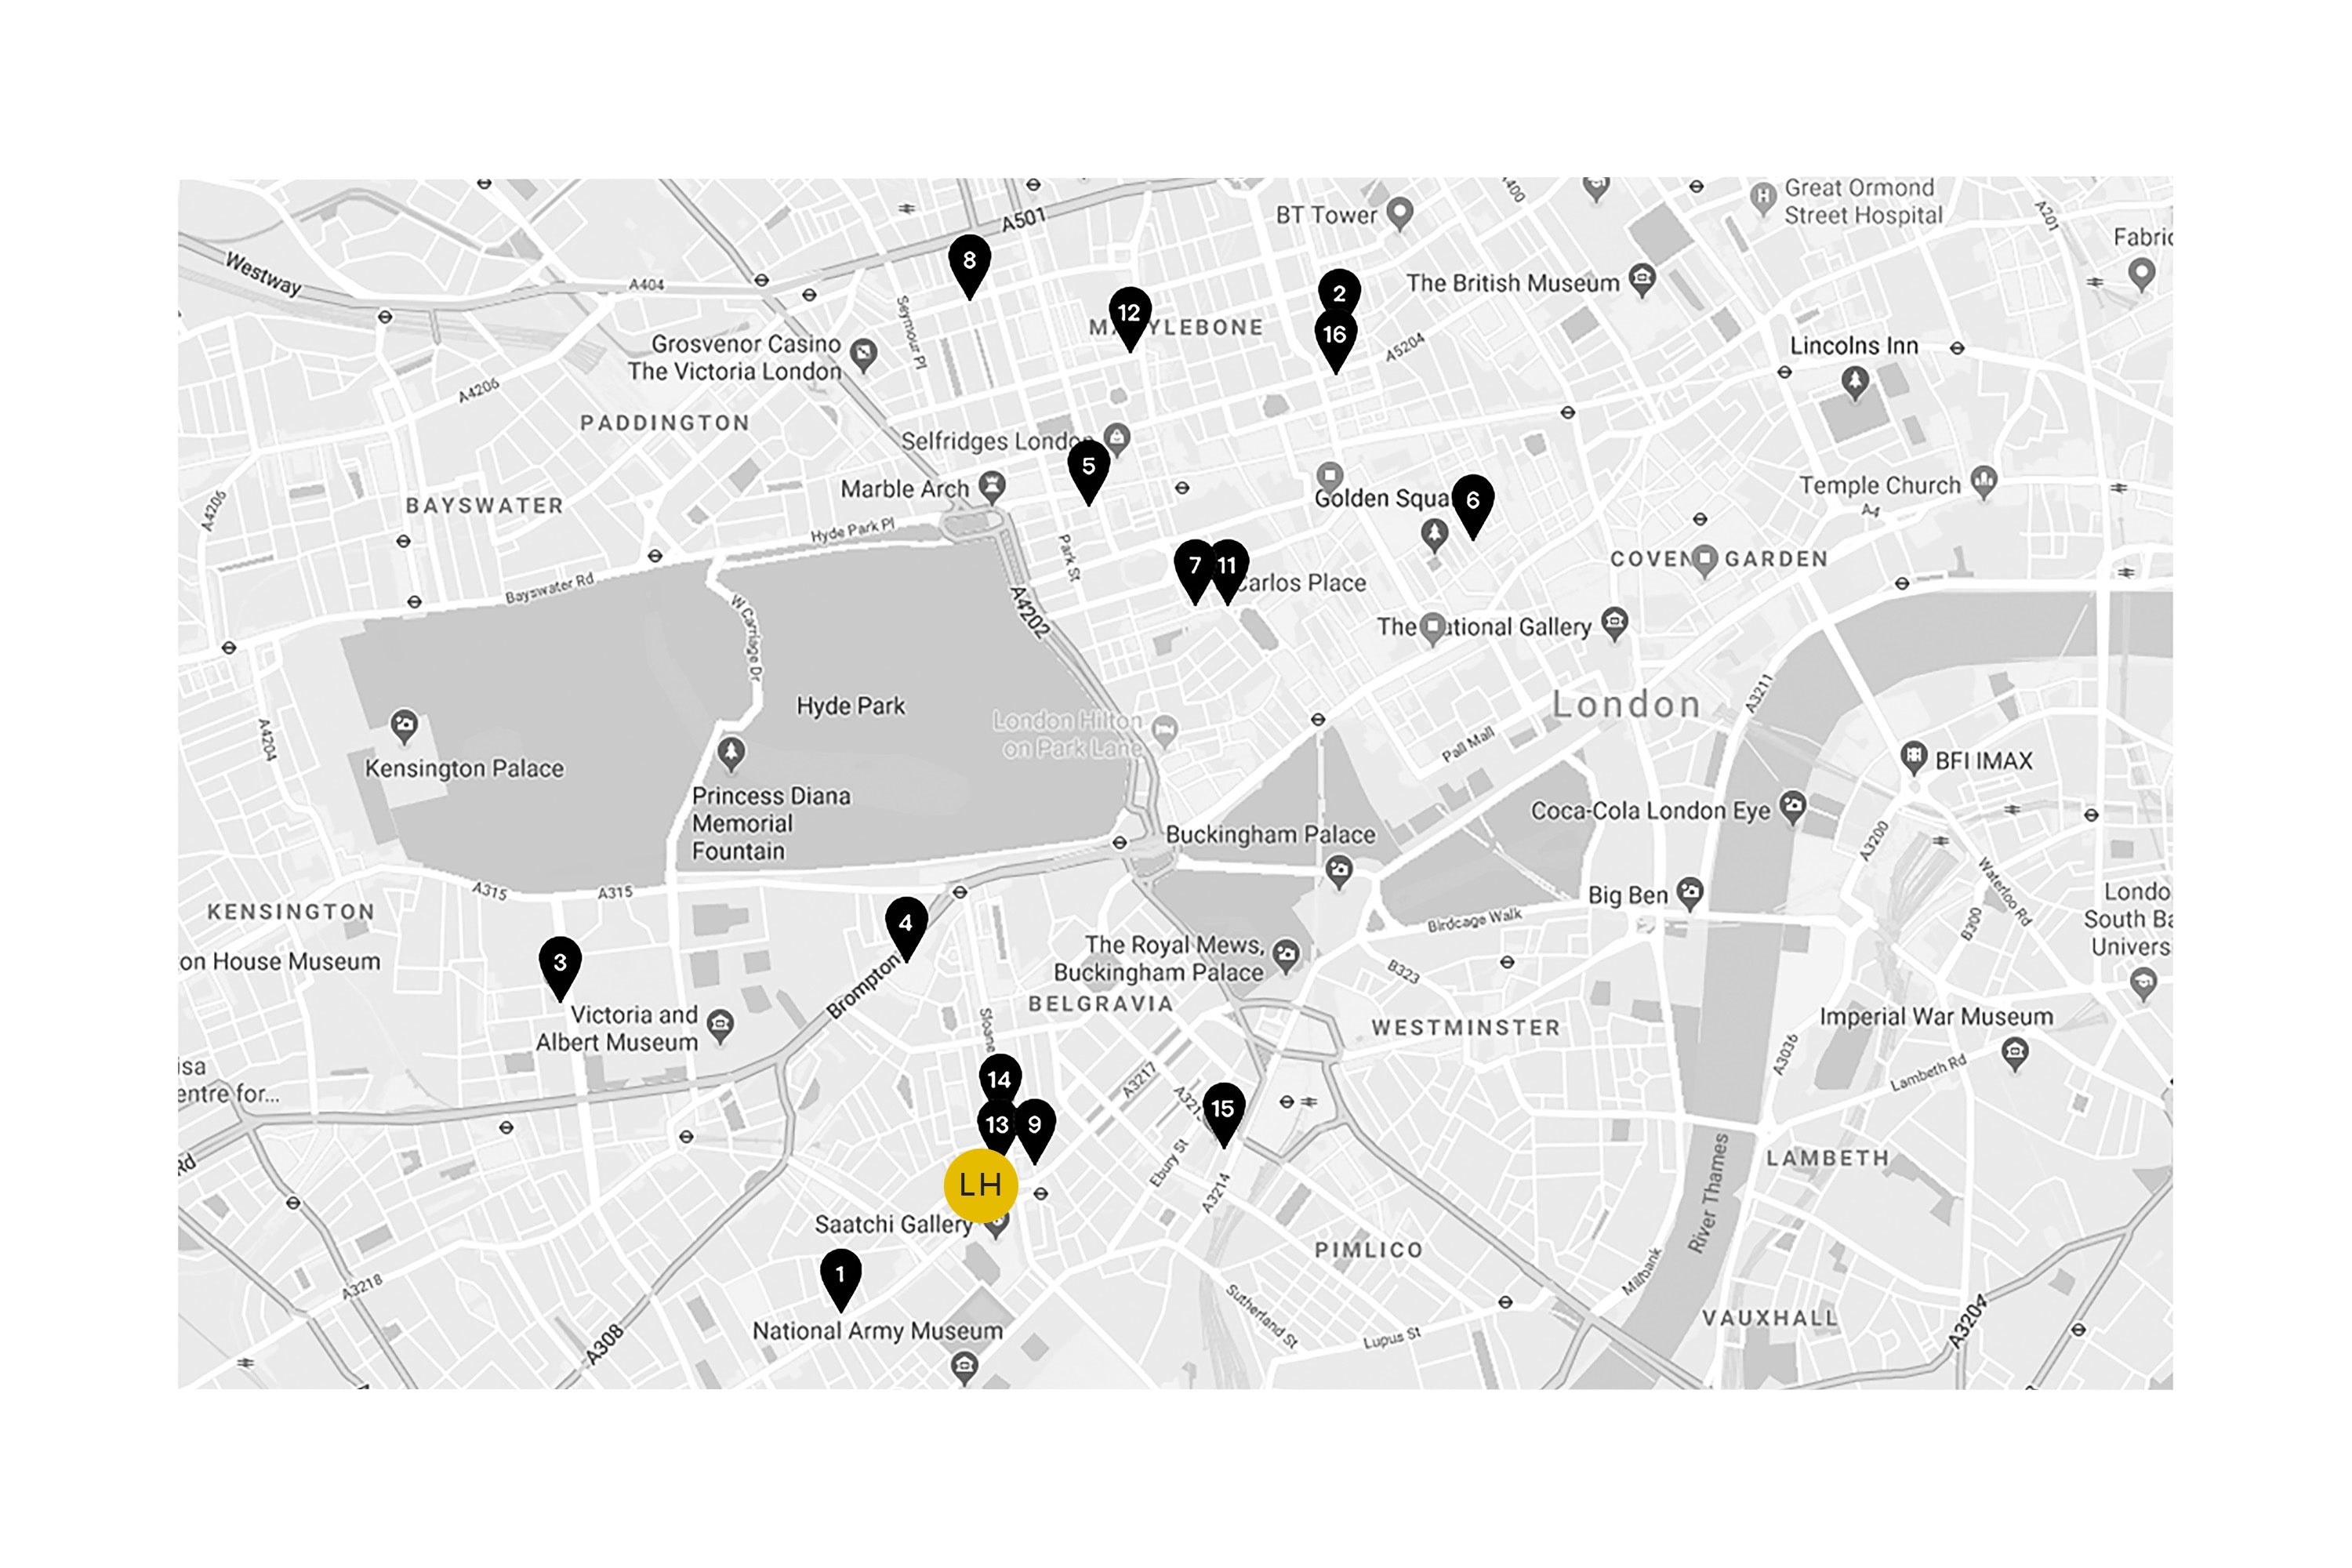 Great Ormond
Street Hospital
A201
A400
BT Tower
A501
Fabric
8
Westway
A404
The British Museum
2
12
MARYLEBONE
16
Seymour Pl
Grosvenor Casino
The Victoria London
A5204
Lincolns Inn
A4206
PADDINGTON
Selfridges London
5
Marble Arch
Golden Squa
6
Temple Church
A4
BAYSWATER
A4206
Hyde Park Pl
Park St
7
11
Carlos Place
COVENT GARDEN
Bayswater Rd
W Carriage Dr
A4202
The National Gallery
Hyde Park
London
A3211
London Hilton
on Park Lane
A4204
Pall Mall
Kensington Palace
BFI IMAX
Princess Diana
Memorial
Fountain
Coca-Cola London Eye
Buckingham Palace
A3200
Waterloo Rd
A315
A315
Big Ben
Londo
South Ba
Universi
KENSINGTON
4
Birdcage Walk
B300
3
on House Museum
The Royal Mews,
Buckingham Palace
B323
Brompton
BELGRAVIA
Victoria and
Albert Museum
Sloane
WESTMINSTER
Imperial War Museum
isa
entre for...
14
A3217
A3036
Lambeth Rd
13
9
15
Rd
Ebury St
LAMBETH
LH
A3214
River Thames
Saatchi Gallery
PIMLICO
1
A3218
Millbank
Sutherland St
National Army Museum
VAUXHALL
A308
Lupus St
A3204